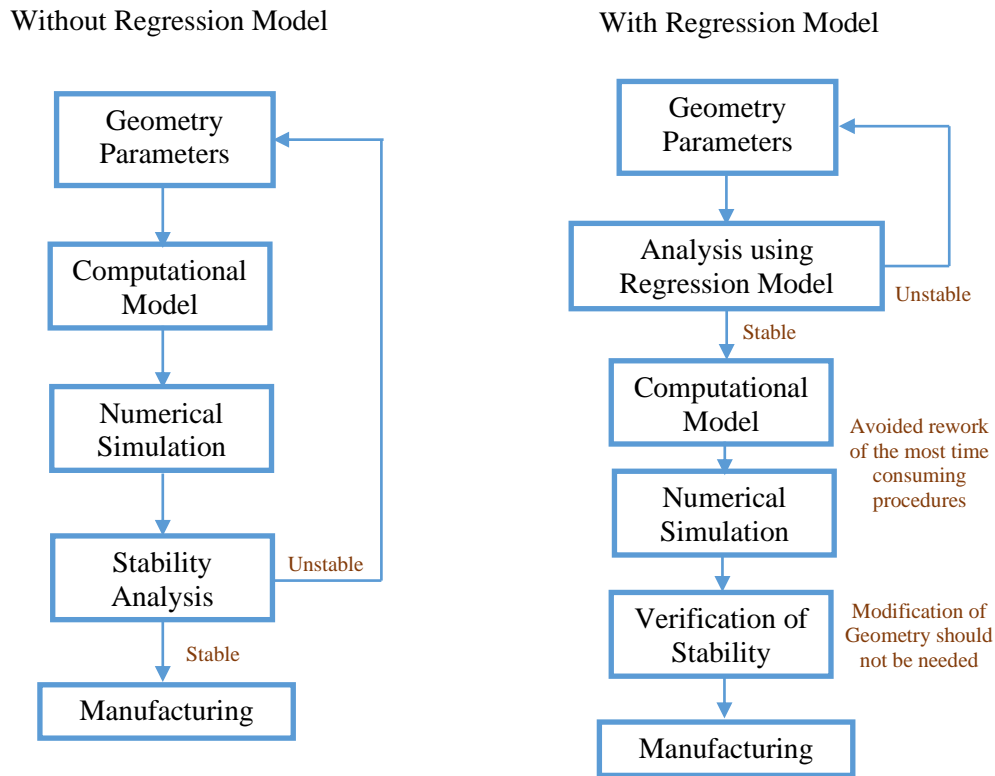 Without Regression Model
Geometry
Parameters
Computational
Model
Numerical
Simulation
Stability
Analysis
Unstable
Stable
Manufacturing
With Regression Model
Geometry
Parameters
Analysis using
Regression Model
Unstable
Stable
Computational
Model
Avoided rework
of the most time
consuming
procedures
Numerical
Simulation
Verification of
Stability
Modification of
Geometry should
not be needed
Manufacturing